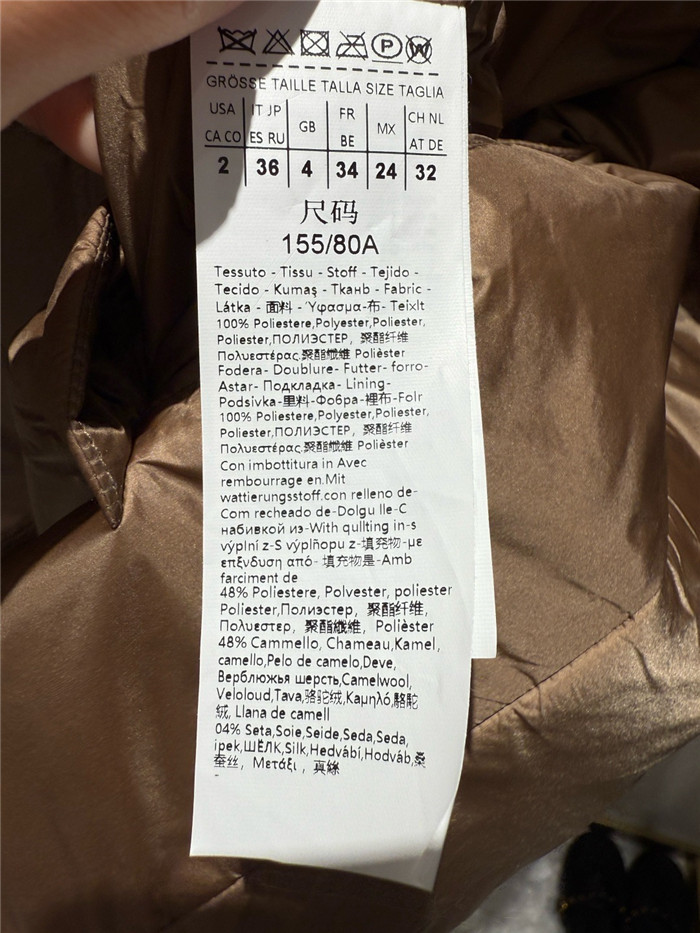 P W
GRÖSSE TAILLE TALLA SIZE TAGLIA
USA IT JP GB FR MX CH NL
CA CO ES RU BE AT DE
2 36 4 34 24 32
尺码
155/80A
Tessuto - Tissu - Stoff - Tejido -
Tecido - Kumaş - Ткань - Fabric -
Látka - 面料 - Ύφασμα-布- Teixlt
100% Poliestere,Polyester,Poliester,
Poliester,ПОЛИЭСТЕР, 聚酯纤维
Πολυεστέρας.聚酯纖維 Polièster
Fodera- Doublure- Futter- forro-
Astar- Подкладка- Lining-
Podsivka-里料-Фо8ра-裡布-Folr
100% Poliestere,Polyester,Poliester,
Poliester,ПОЛИЭСТЕР, 聚酯纤维
Πολυεστέρας.聚酯纖維 Polièster
Con imbottitura in Avec
rembourrage en.Mit
wattierungsstoff.con relleno de-
Com recheado de-Dolgu lle-C
набивкой из-With qullting in-s
výplní z-S výplňopu z-填充物-με
επένδυση από- 填充物是-Amb
farciment de
48% Poliestere, Polvester, poliester
Poliester,Полиэстер, 聚酯纤维,
Πολυεστερ, 聚酯纖維, Polièster
48% Cammello, Chameau,Kamel,
camello,Pelo de camelo,Deve,
Верблюжья шерсть,Camelwool,
Veloloud,Tava,骆驼绒,Καμηλό,駱駝
絨, Llana de camell
04% Seta,Soie,Seide,Seda,Seda,
ipek,ШЁЛК,Silk,Hedvábí,Hodváb,桑
蚕丝, Μετάξι , 真絲
-